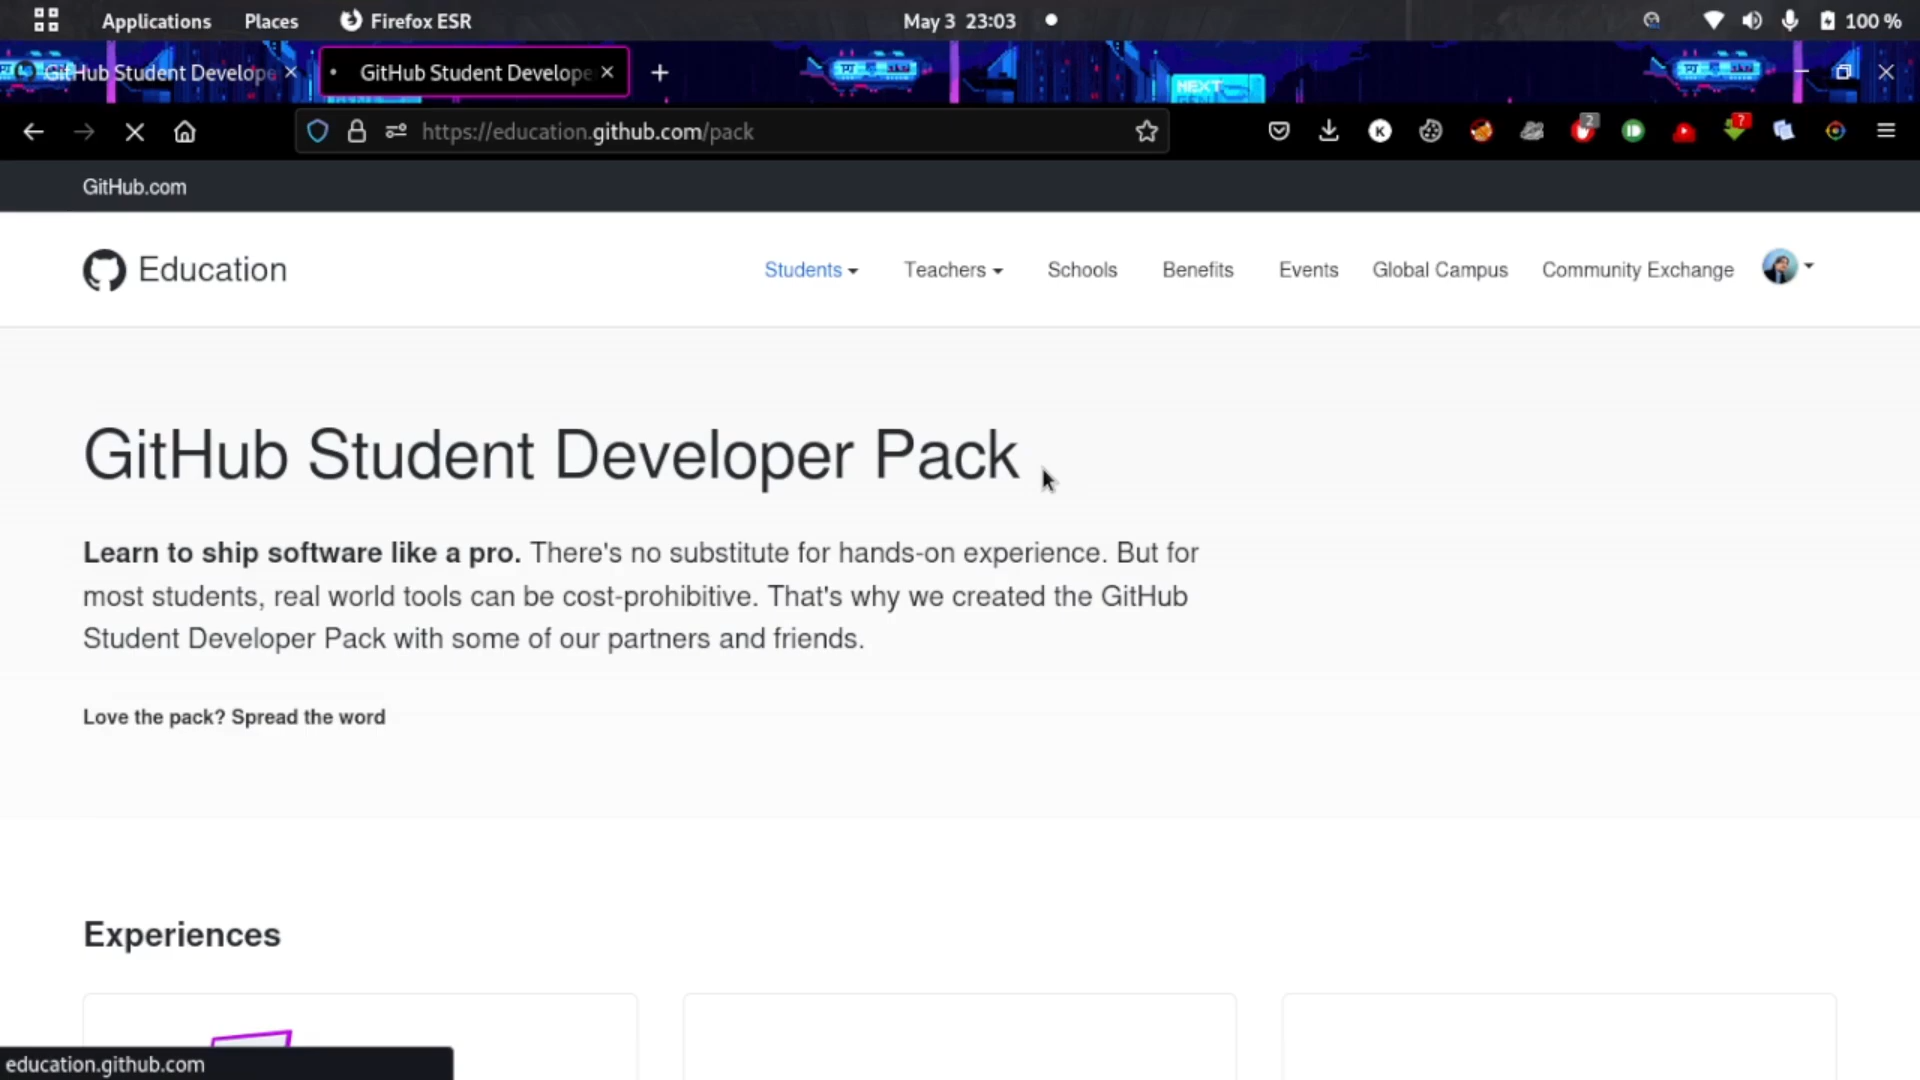 Applications Places Firefox ESR May 3 23:03 100 %
GitHub Student Develope GitHub Student Develope
NEXT
https://education.github.com/pack K 2 ?
GitHub.com
Education Students Teachers Schools Benefits Events Global Campus Community Exchange
GitHub Student Developer Pack
Learn to ship software like a pro. There's no substitute for hands-on experience. But for
most students, real world tools can be cost-prohibitive. That's why we created the GitHub
Student Developer Pack with some of our partners and friends.
Love the pack? Spread the word
Experiences
education.github.com